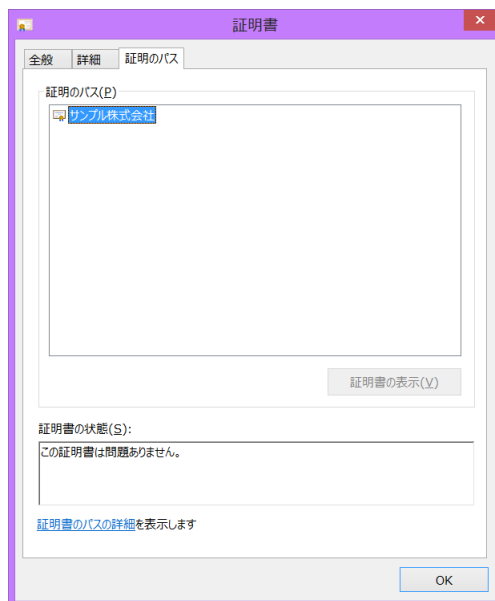 証明書
全般 詳細 証明のパス
証明のパス(P)
サンプル株式会社
証明書の表示(V)
証明書の状態(S):
この証明書は問題ありません。
証明書のパスの詳細を表示します
OK